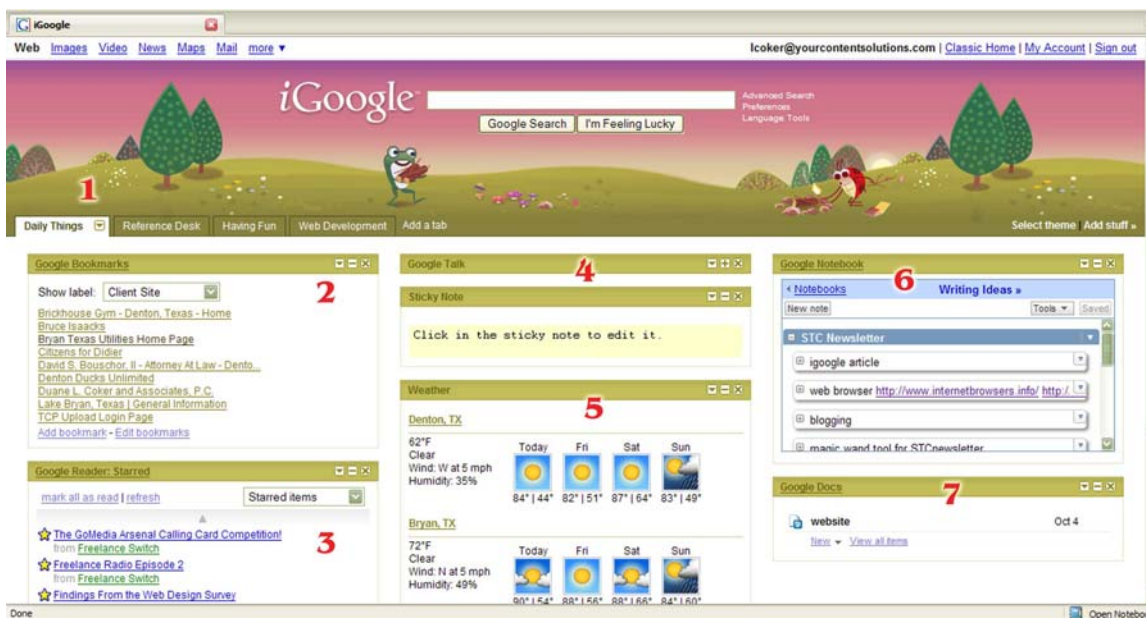 iGoogle
Web Images Video News Maps Mail more ▼
lcoker@yourcontentsolutions.com | Classic Home | My Account | Sign out
iGoogle™
Advanced Search
Preferences
Language Tools
Google Search I'm Feeling Lucky
1
Daily Things Reference Desk Having Fun Web Development Add a tab
Select theme | Add stuff »
Google Bookmarks
2
Show label: Client Site
Brickhouse Gym - Denton, Texas - Home
Bruce Isaacks
Bryan Texas Utilities Home Page
Citizens for Didier
David S. Bouschor, II - Attorney At Law - Dento...
Denton Ducks Unlimited
Duane L. Coker and Associates, P.C.
Lake Bryan, Texas | General Information
TCP Upload Login Page
Add bookmark - Edit bookmarks
Google Reader: Starred
mark all as read | refresh Starred items
3
The GoMedia Arsenal Calling Card Competition!
from Freelance Switch
Freelance Radio Episode 2
from Freelance Switch
Findings From the Web Design Survey
Google Talk
4
Sticky Note
Click in the sticky note to edit it.
Weather
5
Denton, TX
62°F
Clear
Wind: W at 5 mph
Humidity: 35%
Today Fri Sat Sun
84° | 44° 82° | 51° 87° | 64° 83° | 49°
Bryan, TX
72°F
Clear
Wind: N at 5 mph
Humidity: 49%
Today Fri Sat Sun
90° | 54° 88° | 56° 88° | 66° 84° | 60°
Google Notebook
6
‹ Notebooks Writing Ideas »
New note Tools ▼ Saved
STC Newsletter
igoogle article
web browser http://www.internetbrowsers.info/ http:/.
blogging
magic wand tool for STCnewsletter
Google Docs
7
website Oct 4
New ▼ View all items
Done
Open Notebo